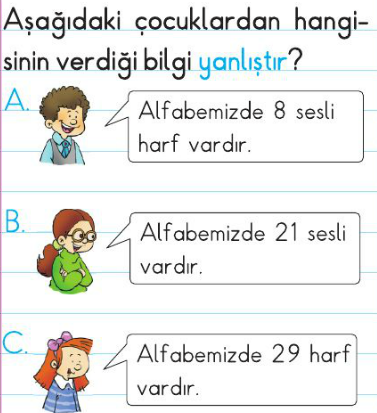 Aşağıdaki çocuklardan hangi-
sinin verdiği bilgi yanlıştır?
A.
Alfabemizde 8 sesli
harf vardır.
B.
Alfabemizde 21 sesli
vardır.
C.
Alfabemizde 29 harf
vardır.